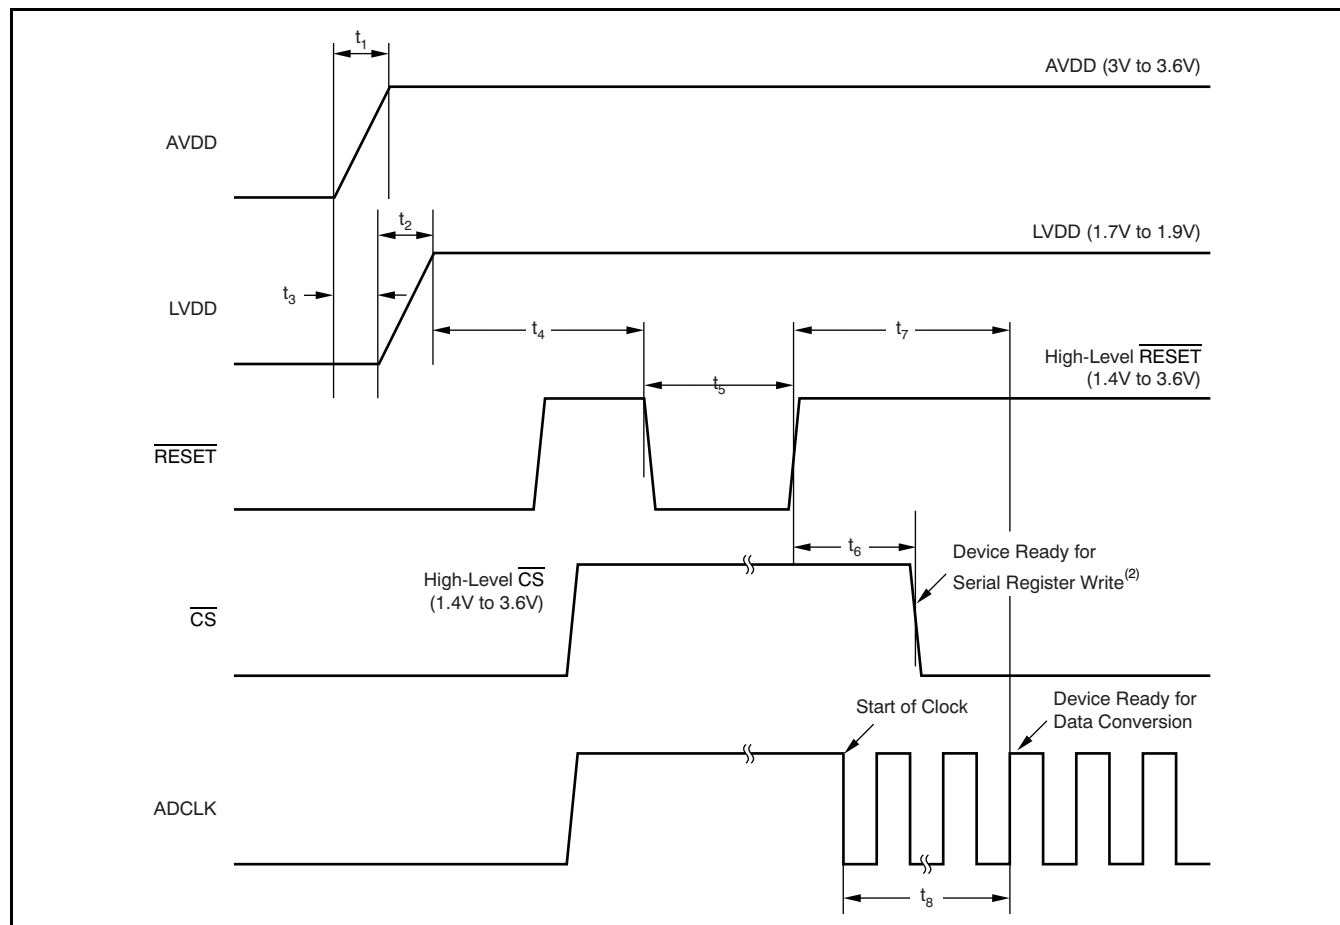 t1
AVDD (3V to 3.6V)
AVDD
t2
LVDD (1.7V to 1.9V)
t3
LVDD
t4
t7
High-Level RESET
(1.4V to 3.6V)
t5
RESET
t6
Device Ready for
Serial Register Write(2)
High-Level CS
(1.4V to 3.6V)
CS
Start of Clock
Device Ready for
Data Conversion
ADCLK
t8